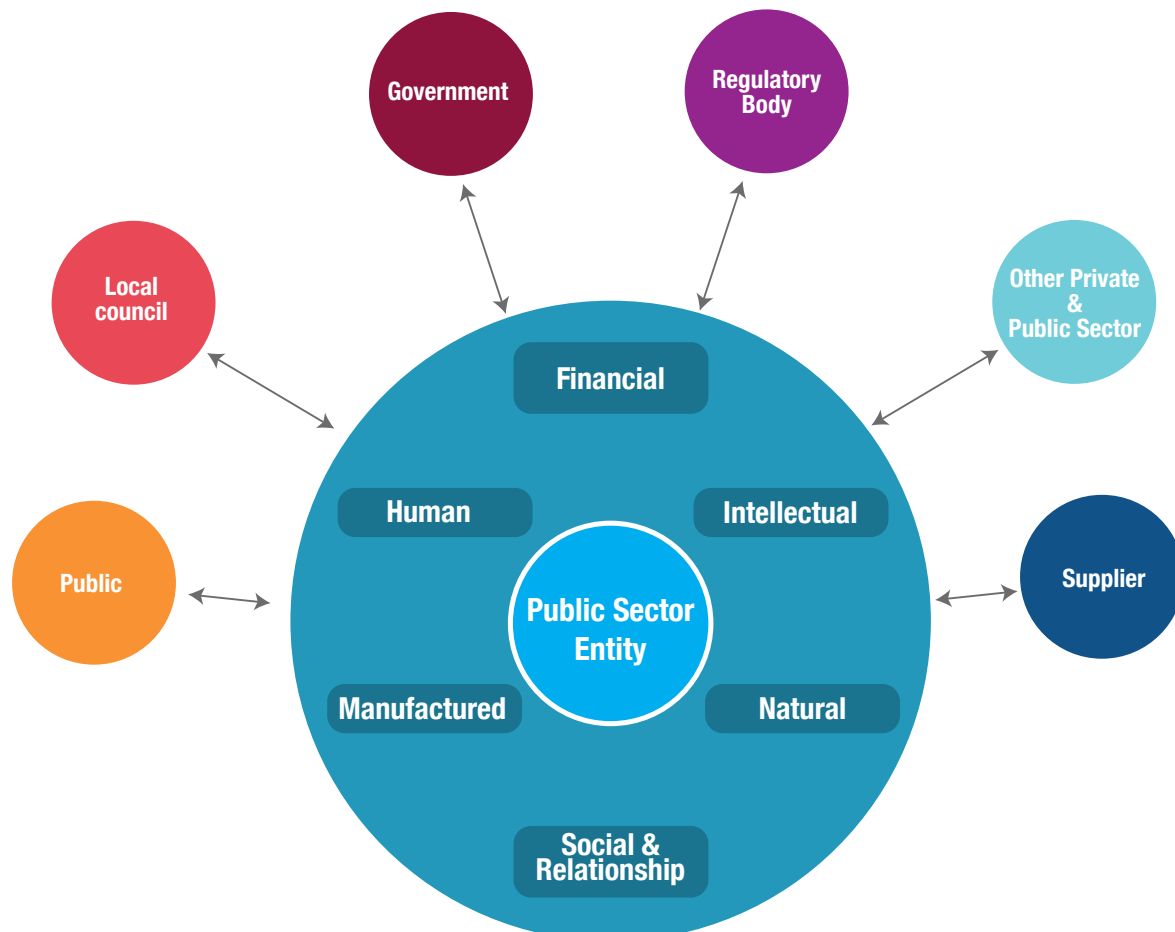 Government
Regulatory
Body
Local
council
Other Private
&
Public Sector
Financial
Human
Intellectual
Public
Supplier
Public Sector
Entity
Manufactured
Natural
Social &
Relationship